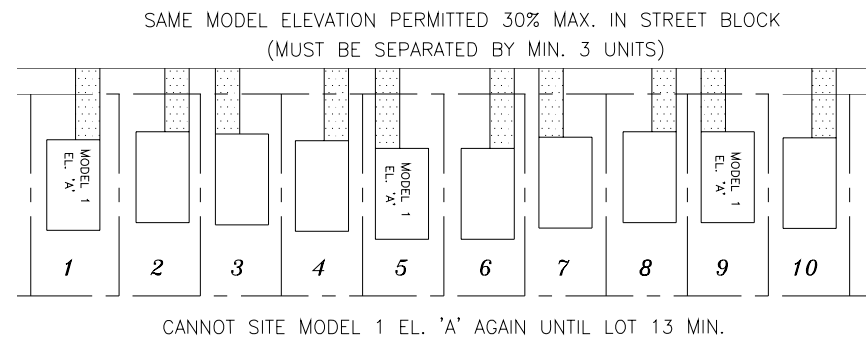 SAME MODEL ELEVATION PERMITTED 30% MAX. IN STREET BLOCK
(MUST BE SEPARATED BY MIN. 3 UNITS)
MODEL 1
EL. 'A'
MODEL 1
EL. 'A'
MODEL 1
EL. 'A'
1 2 3 4 5 6 7 8 9 10
CANNOT SITE MODEL 1 EL. 'A' AGAIN UNTIL LOT 13 MIN.